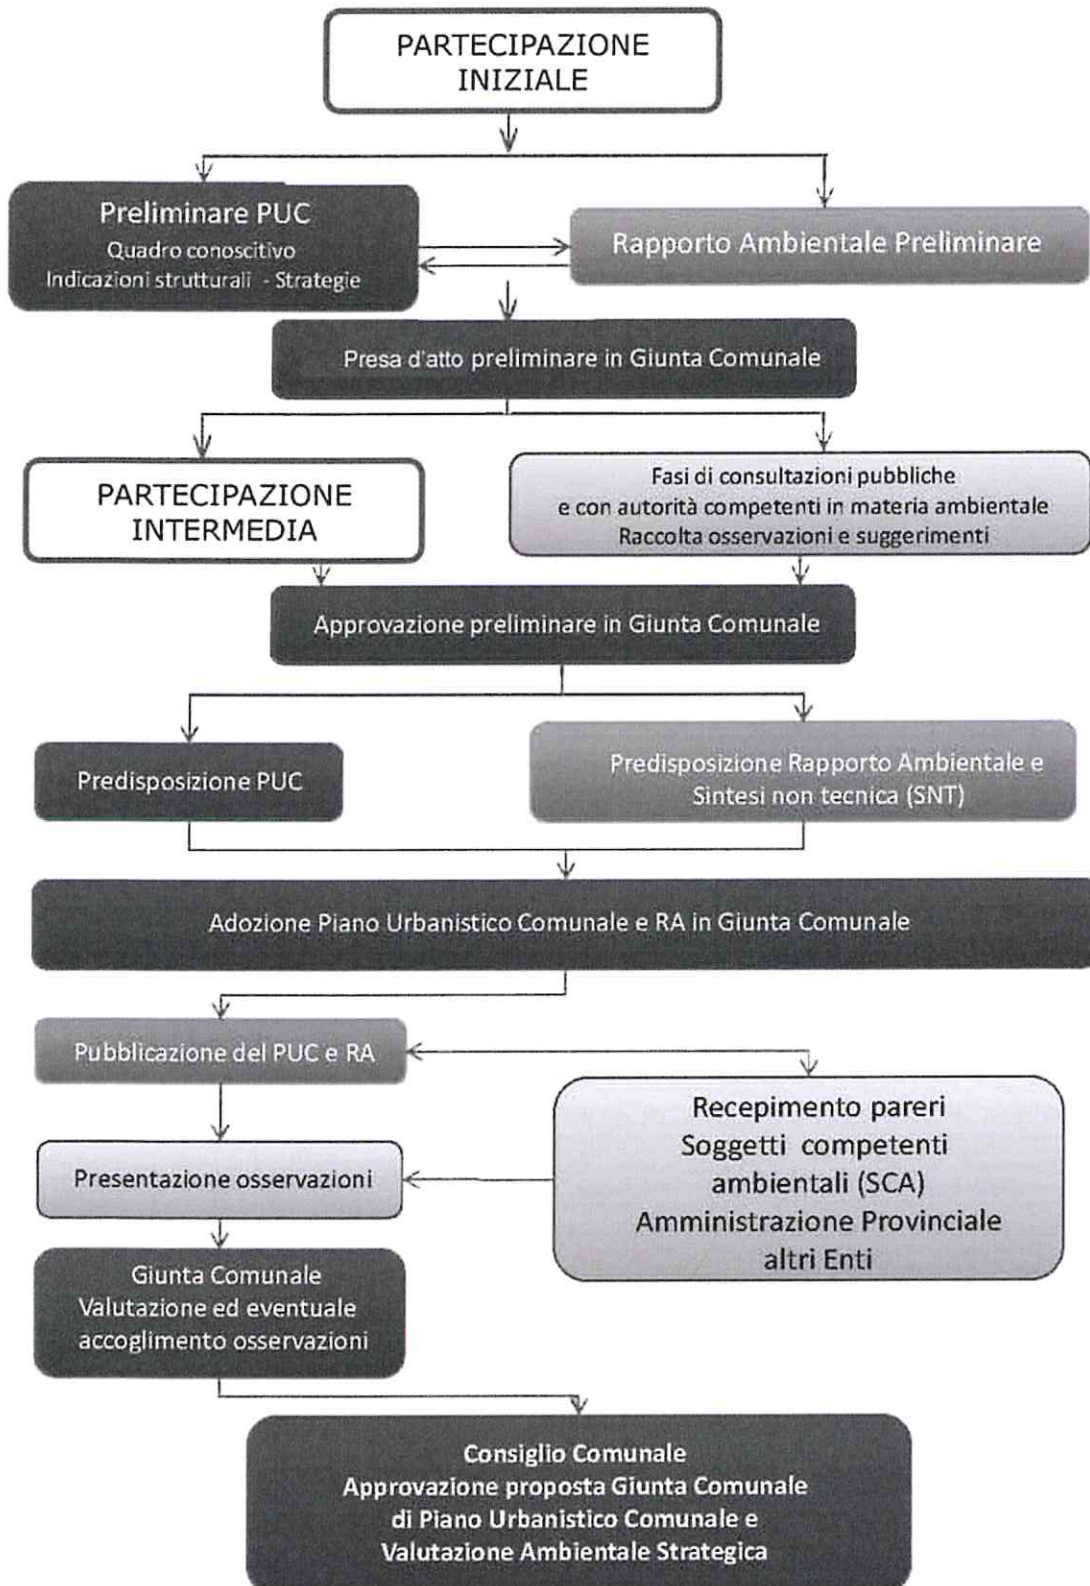 PARTECIPAZIONE
INIZIALE
Preliminare PUC
Quadro conoscitivo
Indicazioni strutturali - Strategie
Rapporto Ambientale Preliminare
Presa d'atto preliminare in Giunta Comunale
PARTECIPAZIONE
INTERMEDIA
Fasi di consultazioni pubbliche
e con autorità competenti in materia ambientale
Raccolta osservazioni e suggerimenti
Approvazione preliminare in Giunta Comunale
Predisposizione PUC
Predisposizione Rapporto Ambientale e
Sintesi non tecnica (SNT)
Adozione Piano Urbanistico Comunale e RA in Giunta Comunale
Pubblicazione del PUC e RA
Recepimento pareri
Soggetti competenti
ambientali (SCA)
Amministrazione Provinciale
altri Enti
Presentazione osservazioni
Giunta Comunale
Valutazione ed eventuale
accoglimento osservazioni
Consiglio Comunale
Approvazione proposta Giunta Comunale
di Piano Urbanistico Comunale e
Valutazione Ambientale Strategica